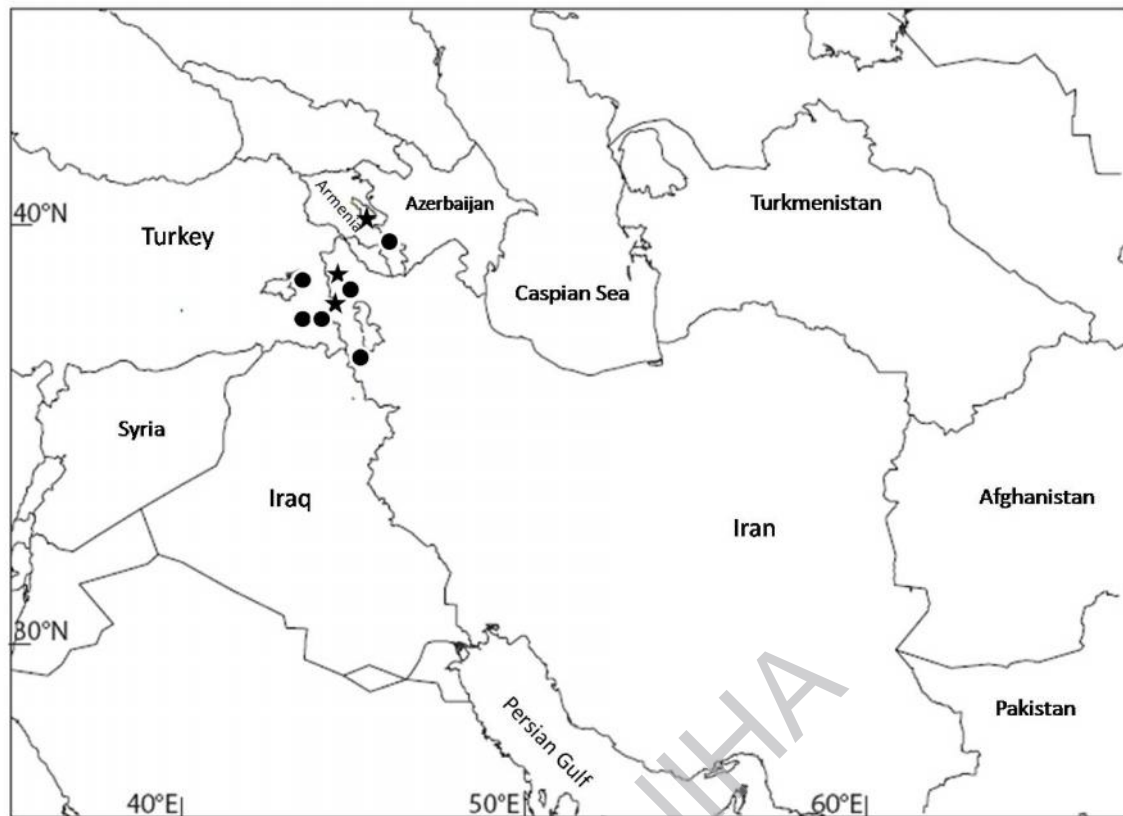 Armenia
Azerbaijan
Turkmenistan
40°N
Turkey
Caspian Sea
Syria
Iraq
Iran
Afghanistan
30°N
Persian Gulf
Pakistan
40°E
50°E
60°E